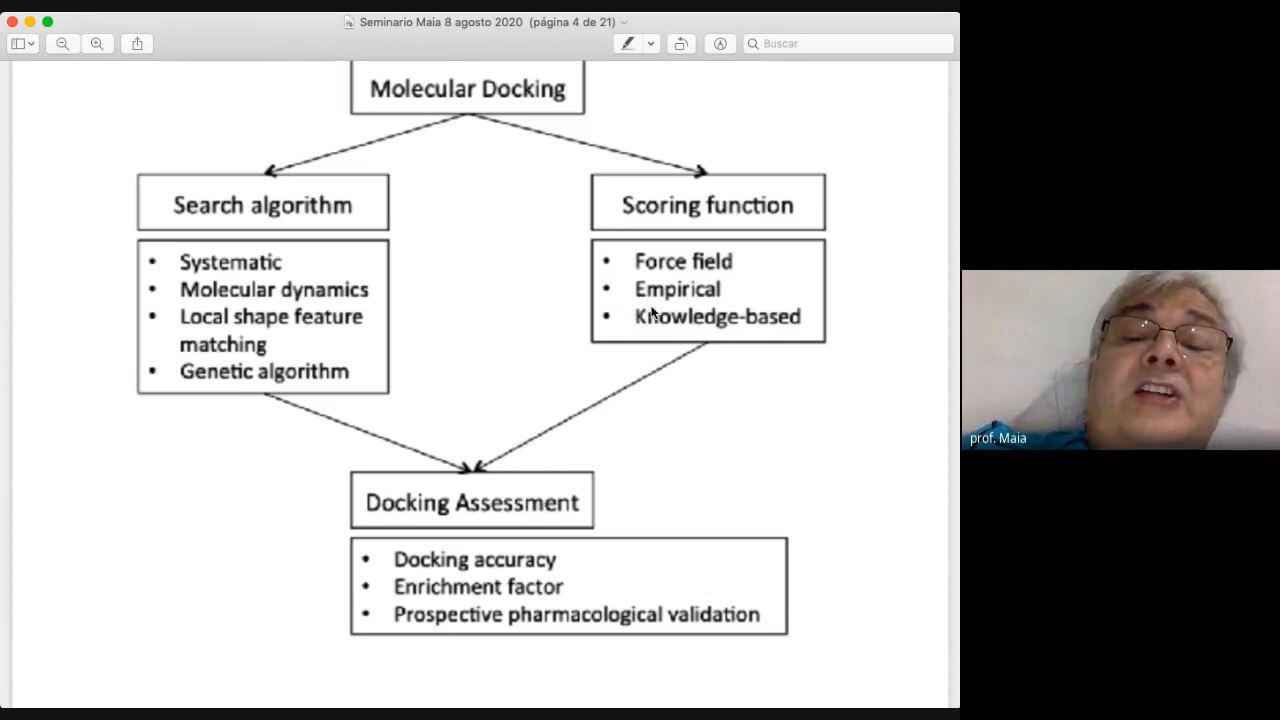 Seminario Maia 8 agosto 2020 (página 4 de 21)
Buscar
Molecular Docking
Search algorithm
• Systematic
• Molecular dynamics
• Local shape feature
matching
• Genetic algorithm
Scoring function
• Force field
• Empirical
• Knowledge-based
Docking Assessment
• Docking accuracy
• Enrichment factor
• Prospective pharmacological validation
prof. Maia